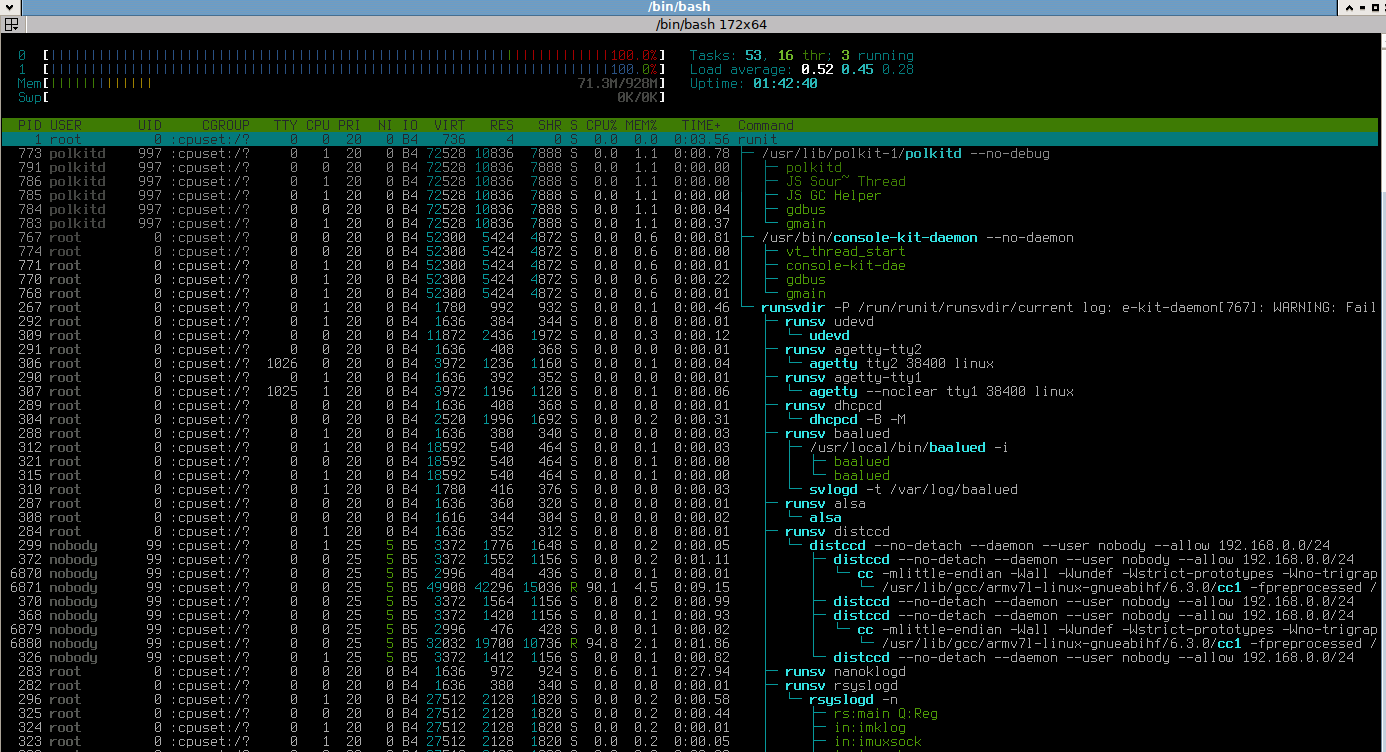 /bin/bash
/bin/bash 172x64
0 [||||||||||||||||||||||||||||||||||||||||||||||||||||||||||||||||||||||100.0%] Tasks: 53, 16 thr; 3 running
1 [||||||||||||||||||||||||||||||||||||||||||||||||||||||||||||||||||||||100.0%] Load average: 0.52 0.45 0.28
Mem[||||||||||||| 71.3M/928M] Uptime: 01:42:40
Swp[ 0K/0K]
PID USER UID CGROUP TTY CPU PRI NI IO VIRT RES SHR S CPU% MEM% TIME+ Command
1 root 0 :cpuset:/? 0 0 20 0 B4 736 4 0 S 0.0 0.0 0:03.56 runit
773 polkitd 997 :cpuset:/? 0 0 20 0 B4 72528 10836 7888 S 0.0 1.1 0:00.78 ├─ /usr/lib/polkit-1/polkitd --no-debug
791 polkitd 997 :cpuset:/? 0 0 20 0 B4 72528 10836 7888 S 0.0 1.1 0:00.00 │ ├─ polkitd
786 polkitd 997 :cpuset:/? 0 1 20 0 B4 72528 10836 7888 S 0.0 1.1 0:00.00 │ ├─ JS Sour~ Thread
785 polkitd 997 :cpuset:/? 0 1 20 0 B4 72528 10836 7888 S 0.0 1.1 0:00.00 │ ├─ JS GC Helper
784 polkitd 997 :cpuset:/? 0 0 20 0 B4 72528 10836 7888 S 0.0 1.1 0:00.04 │ ├─ gdbus
783 polkitd 997 :cpuset:/? 0 1 20 0 B4 72528 10836 7888 S 0.0 1.1 0:00.37 │ └─ gmain
767 root 0 :cpuset:/? 0 0 20 0 B4 52300 5424 4872 S 0.0 0.6 0:00.81 ├─ /usr/bin/console-kit-daemon --no-daemon
774 root 0 :cpuset:/? 0 1 20 0 B4 52300 5424 4872 S 0.0 0.6 0:00.00 │ ├─ vt_thread_start
771 root 0 :cpuset:/? 0 1 20 0 B4 52300 5424 4872 S 0.0 0.6 0:00.01 │ ├─ console-kit-dae
770 root 0 :cpuset:/? 0 0 20 0 B4 52300 5424 4872 S 0.0 0.6 0:00.22 │ ├─ gdbus
768 root 0 :cpuset:/? 0 0 20 0 B4 52300 5424 4872 S 0.0 0.6 0:00.01 │ └─ gmain
267 root 0 :cpuset:/? 0 1 20 0 B4 1780 992 932 S 0.0 0.1 0:00.46 └─ runsvdir -P /run/runit/runsvdir/current log: e-kit-daemon[767]: WARNING: Fail
292 root 0 :cpuset:/? 0 1 20 0 B4 1636 384 344 S 0.0 0.0 0:00.01 ├─ runsv udevd
309 root 0 :cpuset:/? 0 1 20 0 B4 11872 2436 1972 S 0.0 0.3 0:00.12 │ └─ udevd
291 root 0 :cpuset:/? 0 1 20 0 B4 1636 408 368 S 0.0 0.0 0:00.01 ├─ runsv agetty-tty2
306 root 0 :cpuset:/? 1026 0 20 0 B4 3972 1236 1160 S 0.0 0.1 0:00.04 │ └─ agetty tty2 38400 linux
290 root 0 :cpuset:/? 0 1 20 0 B4 1636 392 352 S 0.0 0.0 0:00.01 ├─ runsv agetty-tty1
307 root 0 :cpuset:/? 1025 1 20 0 B4 3972 1196 1120 S 0.0 0.1 0:00.06 │ └─ agetty --noclear tty1 38400 linux
289 root 0 :cpuset:/? 0 1 20 0 B4 1636 408 368 S 0.0 0.0 0:00.01 ├─ runsv dhcpcd
304 root 0 :cpuset:/? 0 0 20 0 B4 2520 1996 1692 S 0.0 0.2 0:00.31 │ └─ dhcpcd -B -M
288 root 0 :cpuset:/? 0 1 20 0 B4 1636 380 340 S 0.0 0.0 0:00.03 ├─ runsv baalued
312 root 0 :cpuset:/? 0 1 20 0 B4 18592 540 464 S 0.0 0.1 0:00.03 │ ├─ /usr/local/bin/baalued -i
321 root 0 :cpuset:/? 0 0 20 0 B4 18592 540 464 S 0.0 0.1 0:00.00 │ │ ├─ baalued
315 root 0 :cpuset:/? 0 0 20 0 B4 18592 540 464 S 0.0 0.1 0:00.00 │ │ └─ baalued
310 root 0 :cpuset:/? 0 1 20 0 B4 1780 416 376 S 0.0 0.0 0:00.03 │ └─ svlogd -t /var/log/baalued
287 root 0 :cpuset:/? 0 1 20 0 B4 1636 360 320 S 0.0 0.0 0:00.01 ├─ runsv alsa
308 root 0 :cpuset:/? 0 0 20 0 B4 1616 344 304 S 0.0 0.0 0:00.02 │ └─ alsa
284 root 0 :cpuset:/? 0 1 20 0 B4 1636 352 312 S 0.0 0.0 0:00.01 ├─ runsv distccd
299 nobody 99 :cpuset:/? 0 1 25 5 B5 3372 1776 1648 S 0.0 0.2 0:00.05 │ └─ distccd --no-detach --daemon --user nobody --allow 192.168.0.0/24
372 nobody 99 :cpuset:/? 0 1 25 5 B5 3372 1552 1156 S 0.0 0.2 0:01.11 │ ├─ distccd --no-detach --daemon --user nobody --allow 192.168.0.0/24
6870 nobody 99 :cpuset:/? 0 0 25 5 B5 2996 484 436 S 0.0 0.1 0:00.01 │ │ └─ cc -mlittle-endian -Wall -Wundef -Wstrict-prototypes -Wno-trigrap
6871 nobody 99 :cpuset:/? 0 0 25 5 B5 49908 42296 15036 R 90.1 4.5 0:09.15 │ │ └─ /usr/lib/gcc/armv7l-linux-gnueabihf/6.3.0/cc1 -fpreprocessed /
370 nobody 99 :cpuset:/? 0 1 25 5 B5 3372 1564 1156 S 0.0 0.2 0:00.99 │ ├─ distccd --no-detach --daemon --user nobody --allow 192.168.0.0/24
368 nobody 99 :cpuset:/? 0 1 25 5 B5 3372 1420 1156 S 0.0 0.2 0:00.93 │ ├─ distccd --no-detach --daemon --user nobody --allow 192.168.0.0/24
6879 nobody 99 :cpuset:/? 0 1 25 5 B5 2996 476 428 S 0.0 0.1 0:00.02 │ │ └─ cc -mlittle-endian -Wall -Wundef -Wstrict-prototypes -Wno-trigrap
6880 nobody 99 :cpuset:/? 0 1 25 5 B5 32032 19700 10736 R 94.8 2.1 0:01.86 │ │ └─ /usr/lib/gcc/armv7l-linux-gnueabihf/6.3.0/cc1 -fpreprocessed /
326 nobody 99 :cpuset:/? 0 1 25 5 B5 3372 1412 1156 S 0.0 0.2 0:00.82 │ └─ distccd --no-detach --daemon --user nobody --allow 192.168.0.0/24
283 root 0 :cpuset:/? 0 1 20 0 B4 1636 972 924 S 0.6 0.1 0:27.94 ├─ runsv nanoklogd
282 root 0 :cpuset:/? 0 1 20 0 B4 1636 380 340 S 0.0 0.0 0:00.01 ├─ runsv rsyslogd
296 root 0 :cpuset:/? 0 1 20 0 B4 27512 2128 1820 S 0.0 0.2 0:00.58 │ └─ rsyslogd -n
325 root 0 :cpuset:/? 0 0 20 0 B4 27512 2128 1820 S 0.0 0.2 0:00.44 │ ├─ rs:main Q:Reg
324 root 0 :cpuset:/? 0 1 20 0 B4 27512 2128 1820 S 0.0 0.2 0:00.01 │ ├─ in:imklog
323 root 0 :cpuset:/? 0 1 20 0 B4 27512 2128 1820 S 0.0 0.2 0:00.05 │ └─ in:imuxsock